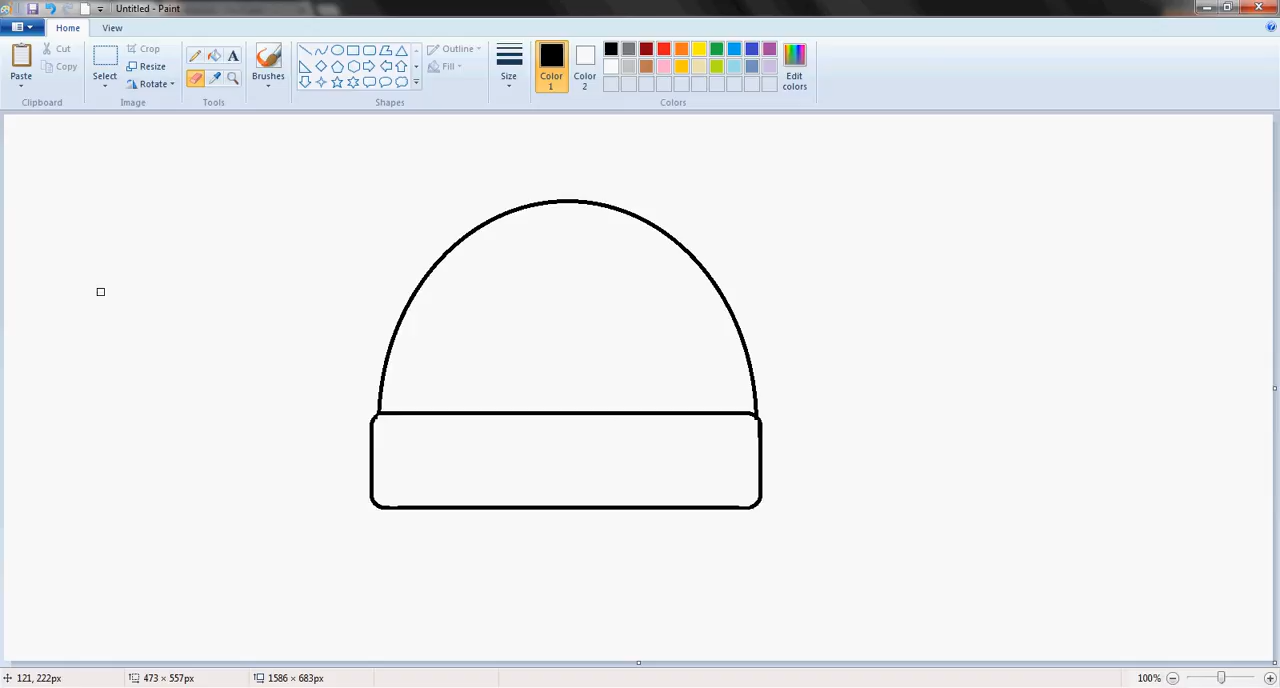 Untitled - Paint
Home
View
Paste
Cut
Copy
Clipboard
Select
Crop
Resize
Rotate
Image
A
Tools
Brushes
Outline
Fill
Shapes
Size
Color
1
Color
2
Edit
colors
Colors
121, 222px
473 × 557px
1586 × 683px
100%